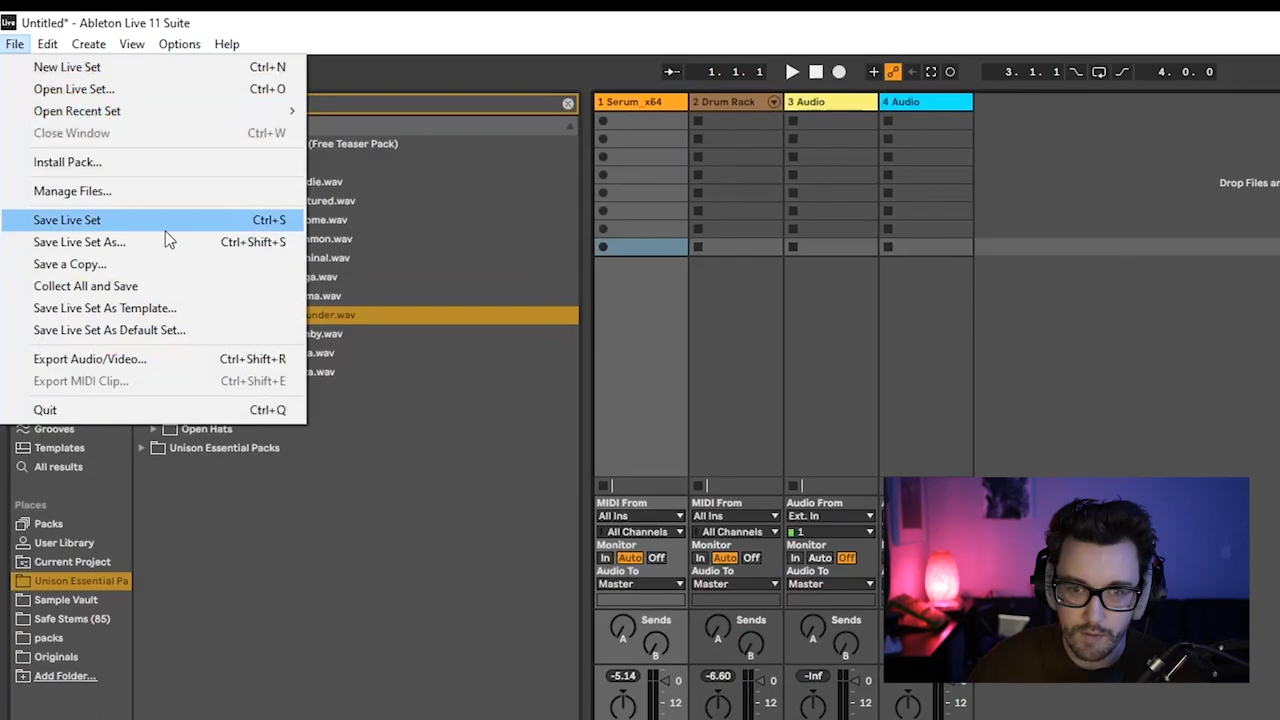 Live Untitled* - Ableton Live 11 Suite
File Edit Create View Options Help
New Live Set Ctrl+N
Open Live Set... Ctrl+O
Open Recent Set
Close Window Ctrl+W
Install Pack...
Manage Files...
Save Live Set Ctrl+S
Save Live Set As... Ctrl+Shift+S
Save a Copy...
Collect All and Save
Save Live Set As Template...
Save Live Set As Default Set...
Export Audio/Video... Ctrl+Shift+R
Export MIDI Clip... Ctrl+Shift+E
Quit Ctrl+Q
1. 1. 1 3. 1. 1 4. 0. 0
(Free Teaser Pack)
die.wav
tured.wav
ome.wav
nmon.wav
minal.wav
ga.wav
ma.wav
under.wav
nby.wav
ta.wav
a.wav
Grooves
Templates
All results
Open Hats
Unison Essential Packs
Places
Packs
User Library
Current Project
Unison Essential Pa
Sample Vault
Safe Stems (85)
packs
Originals
Add Folder...
1 Serum_x64 2 Drum Rack 3 Audio 4 Audio
Drop Files an
MIDI From MIDI From Audio From
All Ins All Ins Ext. In
All Channels All Channels 1
Monitor Monitor Monitor
In Auto Off In Auto Off In Auto Off
Audio To Audio To Audio To
Master Master Master
Sends Sends Sends
A B A B A B
-5.14 0 -6.60 0 -Inf 0
12 12 12 12